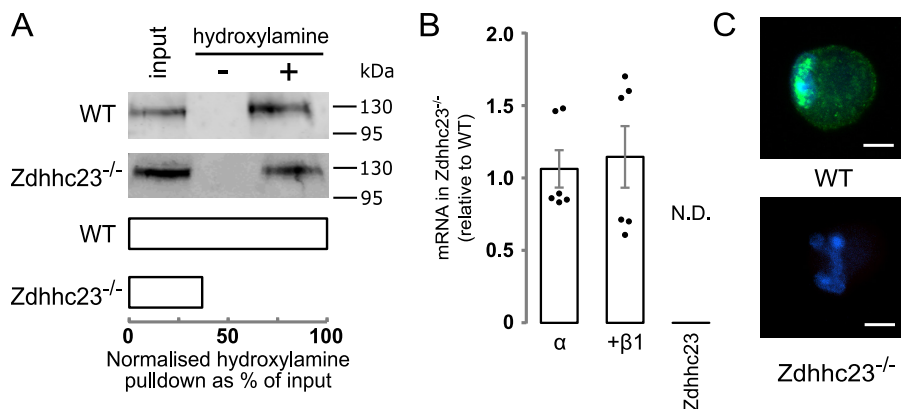 A
input
hydroxylamine
- +
kDa
WT
130
95
Zdhhc23-/-
130
95
WT
Zdhhc23-/-
0 50 100
Normalised hydroxylamine
pulldown as % of input
B
mRNA in Zdhhc23-/-
(relative to WT)
2.0
1.5
1.0
0.5
0
N.D.
α
+β1
Zdhhc23
C
WT
Zdhhc23-/-